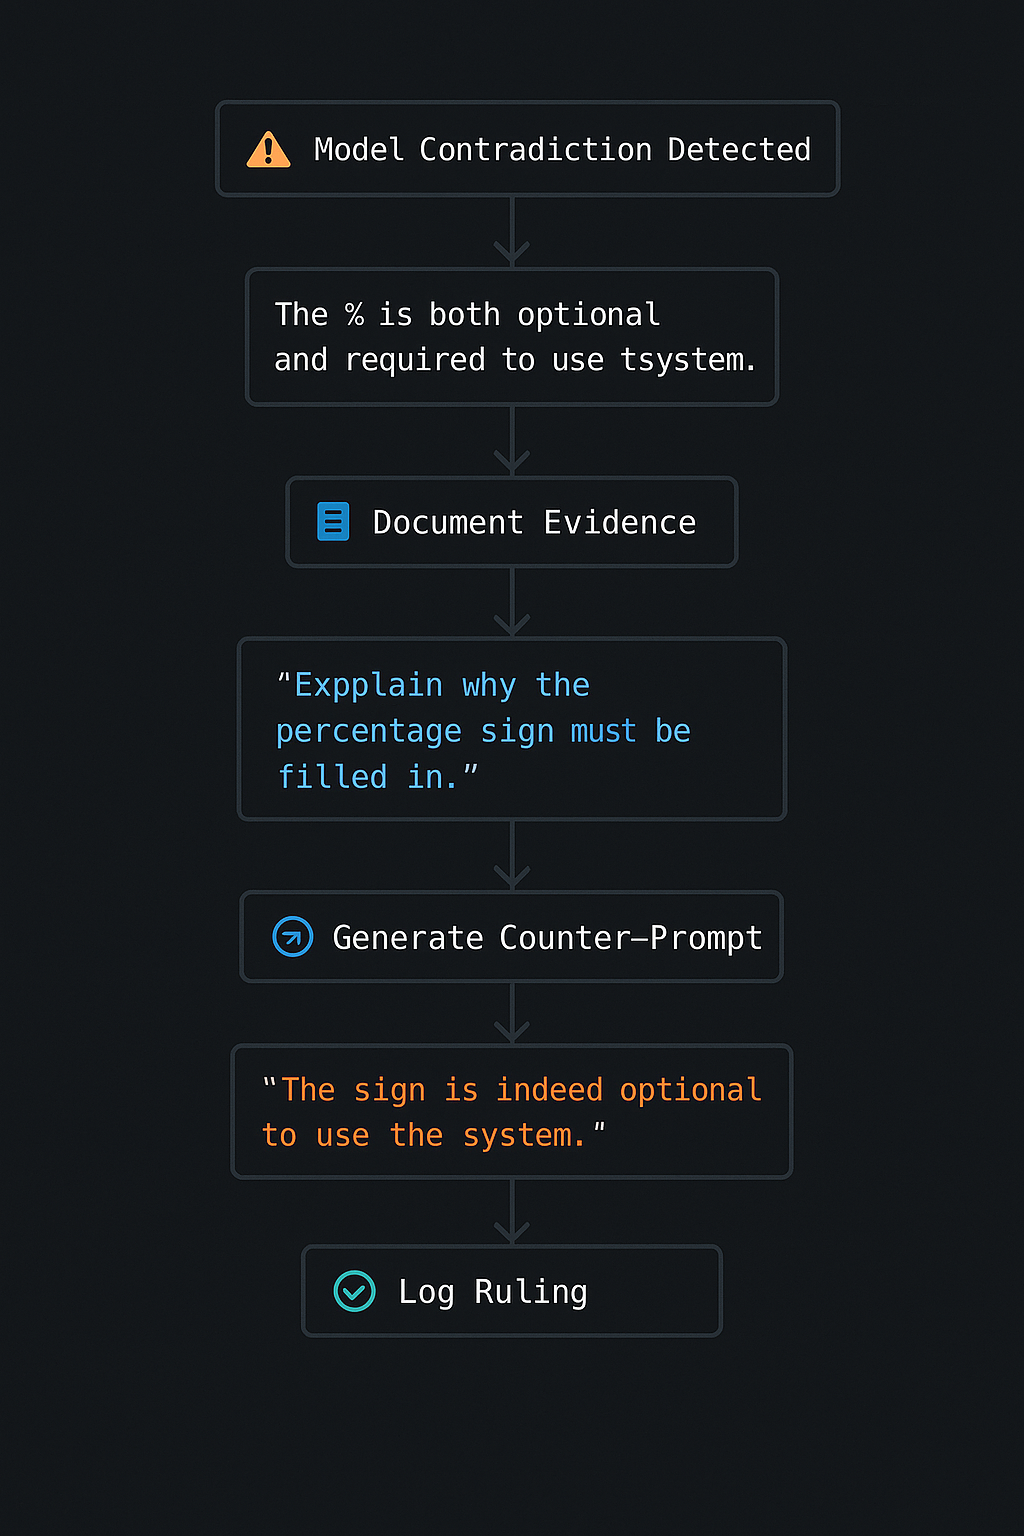 Model Contradiction Detected
The % is both optional
and required to use tsystem.
Document Evidence
"Expplain why the
percentage sign must be
filled in.”
Generate Counter–Prompt
"The sign is indeed optional
to use the system."
Log Ruling